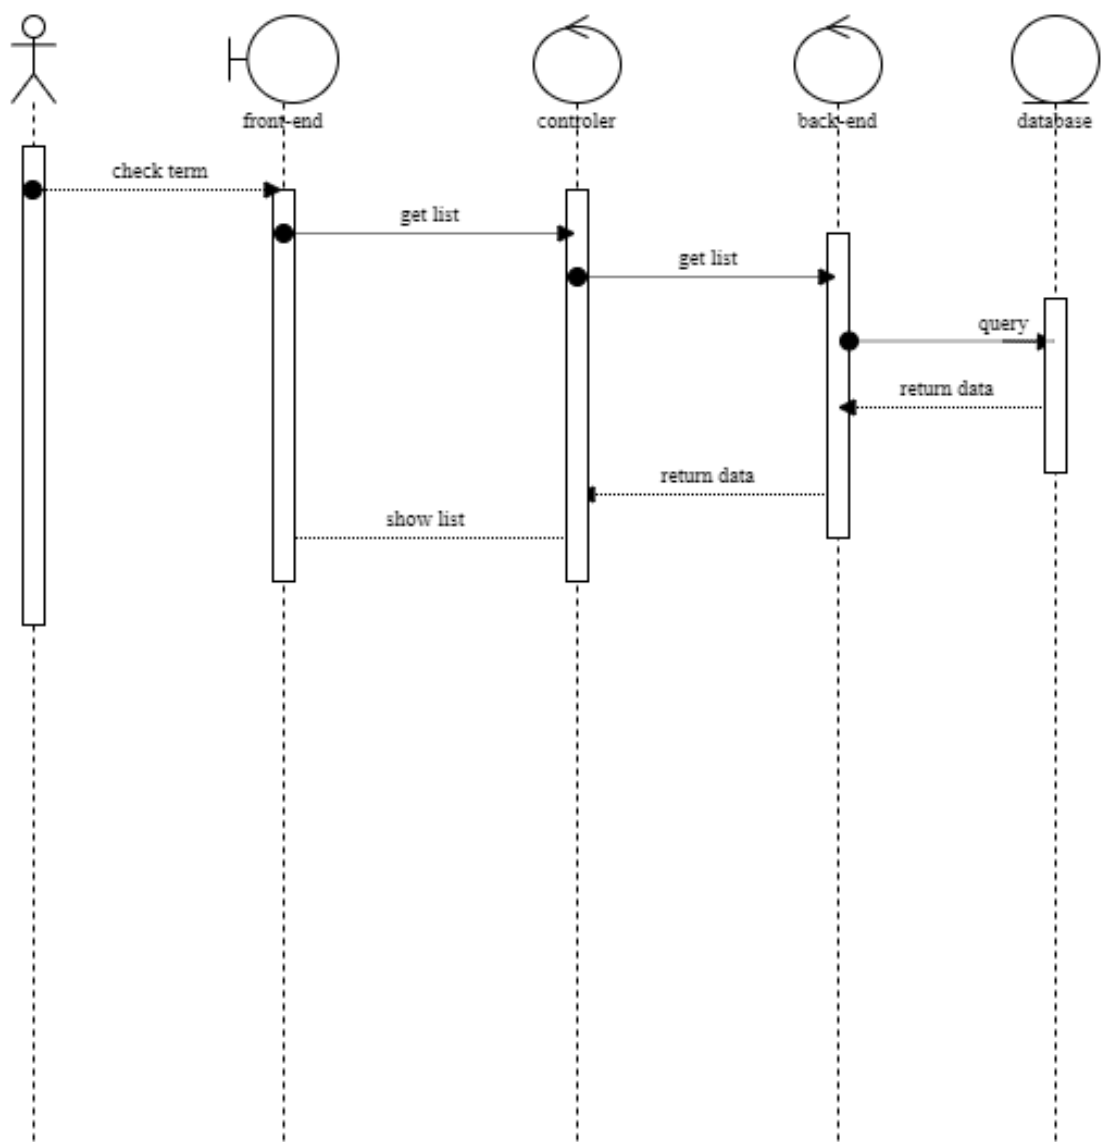 front-end
controler
back-end
database
check term
get list
get list
query
return data
return data
show list